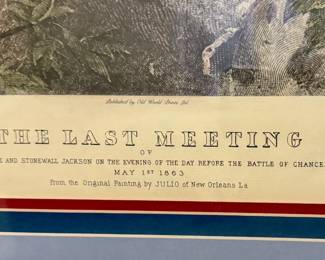 Published by Old World Prints Ltd.
THE LAST MEETING
OF
E AND STONEWALL JACKSON ON THE EVENING OF THE DAY BEFORE THE BATTLE OF CHANCE
MAY 1ST 1863
From the Original Painting by JULIO of New Orleans La